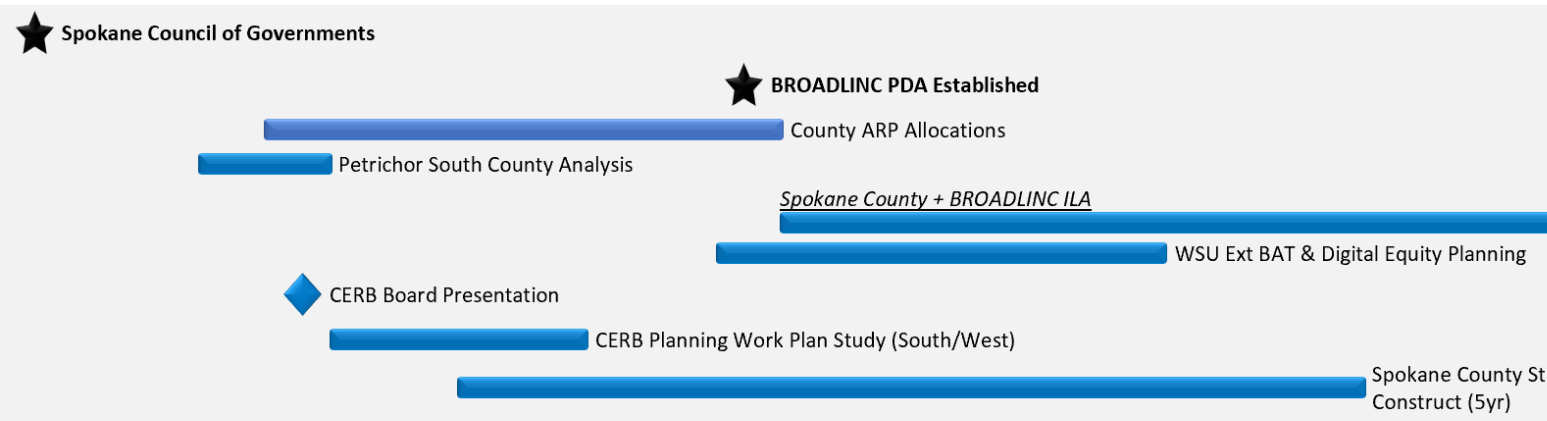 Spokane Council of Governments
BROADLINC PDA Established
County ARP Allocations
Petrichor South County Analysis
Spokane County + BROADLINC ILA
WSU Ext BAT & Digital Equity Planning
CERB Board Presentation
CERB Planning Work Plan Study (South/West)
Spokane County St
Construct (5yr)